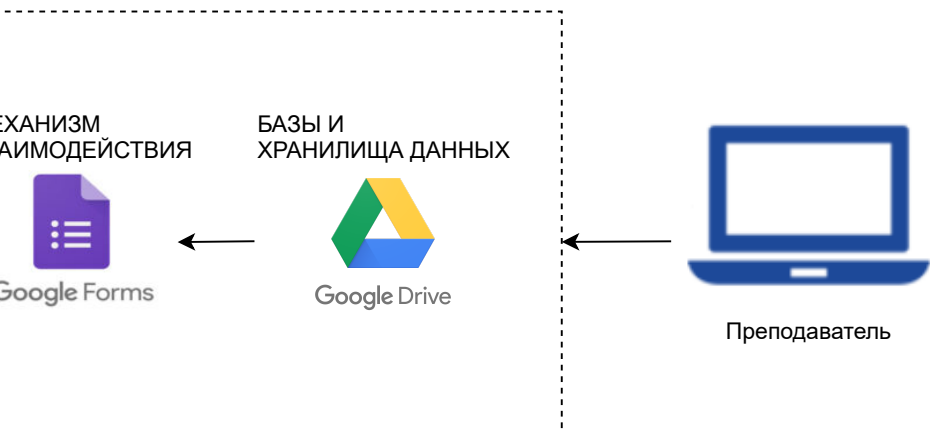 ЕХАНИЗМ
АИМОДЕЙСТВИЯ
БАЗЫ И
ХРАНИЛИЩА ДАННЫХ
Google Forms
Google Drive
Преподаватель